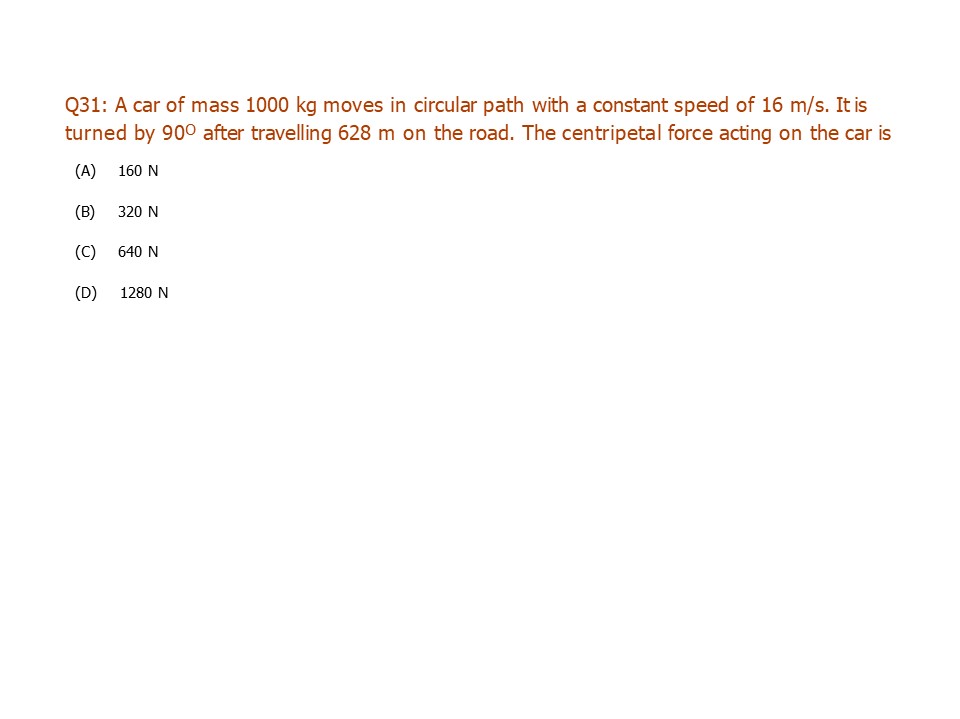 Q31: A car of mass 1000 kg moves in circular path with a constant speed of 16 m/s. It is
turned by 90ᴼ after travelling 628 m on the road. The centripetal force acting on the car is
(A) 160 N
(B) 320 N
(C) 640 N
(D) 1280 N